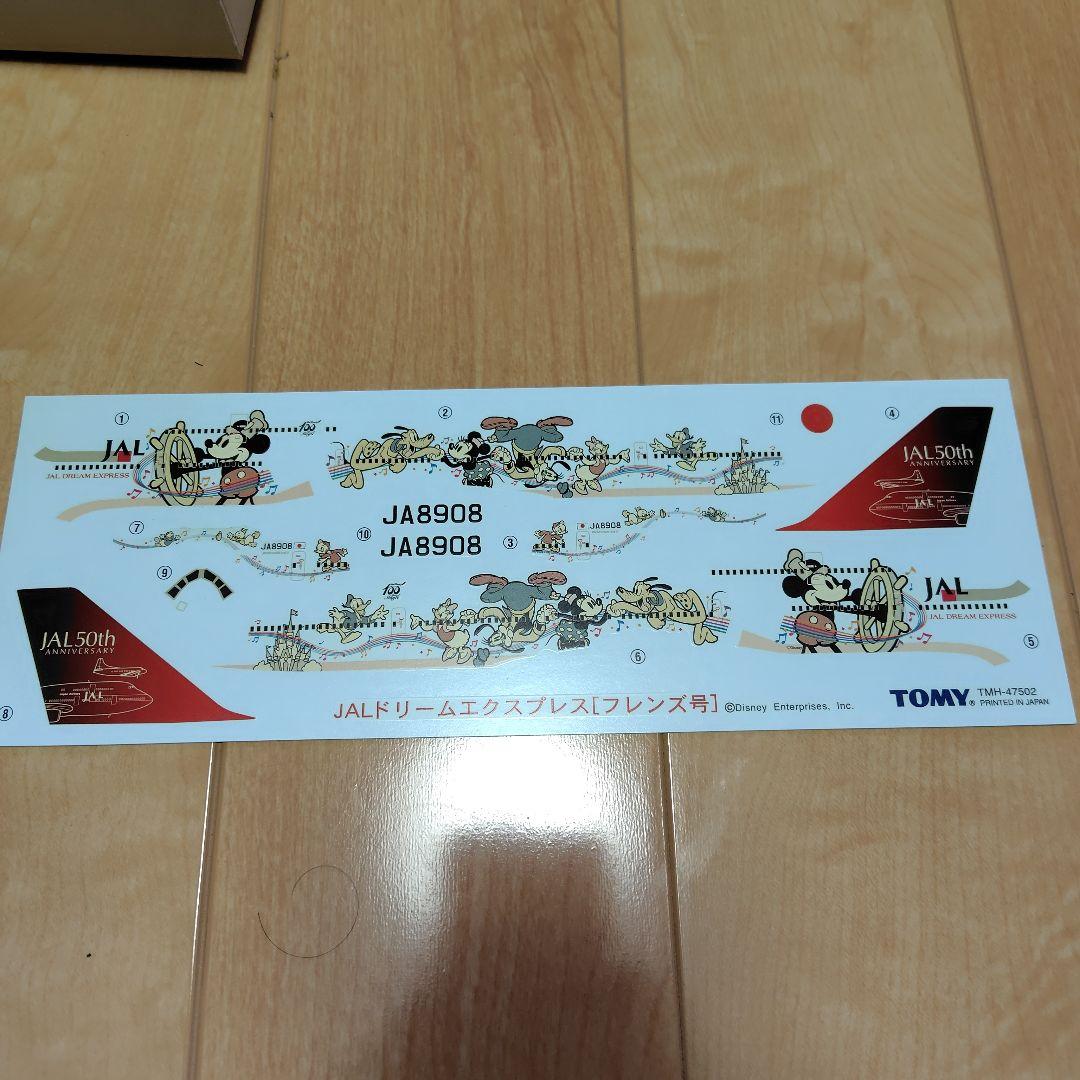 ① ② ⑪ ④
JAL
JAL DREAM EXPRESS
100
JAL50th
ANNIVERSARY
JAL
JA8908
⑦ ⑩ ③
JA8908
JA8908
JA8908
⑨
100
JAL
JAL DREAM EXPRESS
JAL50th
ANNIVERSARY
JAL
⑥ ⑤
⑧
JALドリームエクスプレス[フレンズ号] ©Disney Enterprises, Inc.
TOMY® TMH-47502
PRINTED IN JAPAN